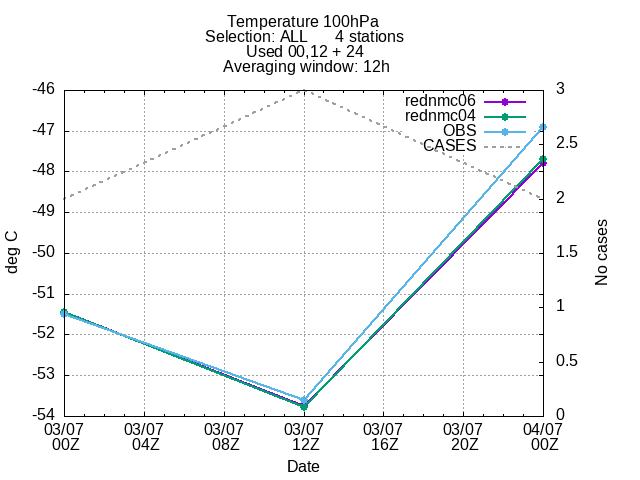 Temperature 100hPa
Selection: ALL 4 stations
Used 00,12 + 24
Averaging window: 12h
-46
-47
-48
-49
-50
-51
-52
-53
-54
deg C
rednmc06
rednmc04
OBS
CASES
3
2.5
2
1.5
1
0.5
0
No cases
03/07 03/07 03/07 03/07 03/07 03/07 04/07
00Z 04Z 08Z 12Z 16Z 20Z 00Z
Date